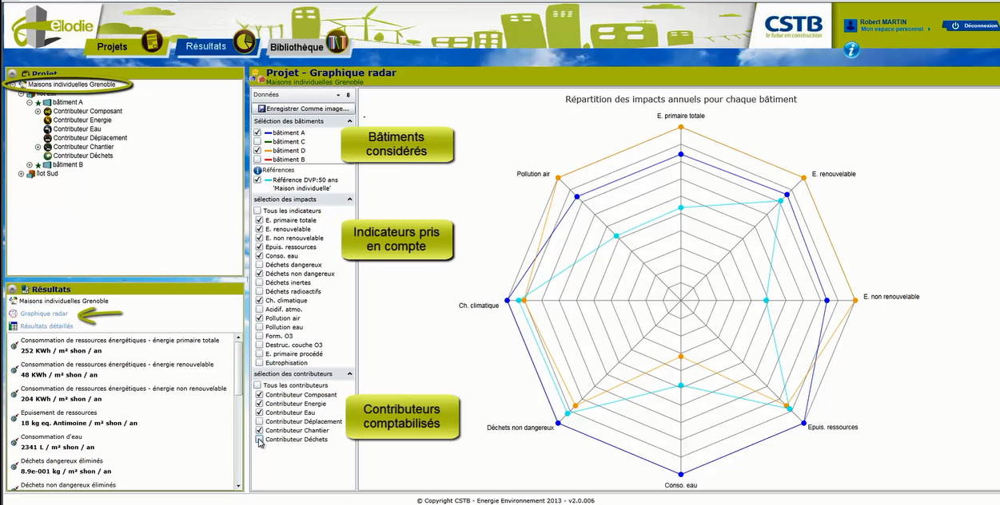 elodie
Projets
Résultats
Bibliothèque
CSTB
le futur en construction
Robert MARTIN
Mon espace personnel
Déconnexion
Projet
Maisons individuelles Grenoble
bâtiment A
Contributeur Composant
Contributeur Energie
Contributeur Eau
Contributeur Déplacement
Contributeur Chantier
Contributeur Déchets
bâtiment B
îlot Sud
Résultats
Maisons individuelles Grenoble
Graphique radar
Résultats détaillés
Consommation de ressources énergétiques - énergie primaire totale
252 KWh / m² shon / an
Consommation de ressources énergétiques - énergie renouvelable
48 KWh / m² shon / an
Consommation de ressources énergétiques - énergie non renouvelable
204 KWh / m² shon / an
Epuisement de ressources
18 kg eq. Antimoine / m² shon / an
Consommation d'eau
2341 L / m² shon / an
Déchets dangereux éliminés
8.9e-001 kg / m² shon / an
Déchets non dangereux éliminés
Projet - Graphique radar
Maisons individuelles Grenoble
Données
Enregistrer Comme image...
Séléction des bâtiments
bâtiment A
bâtiment C
bâtiment D
bâtiment B
Références
Référence DVP:50 ans
'Maison individuelle'
sélection des impacts
Tous les indicateurs
E. primaire totale
E. renouvelable
E. non renouvelable
Epuis. ressources
Conso. eau
Déchets dangereux
Déchets non dangereux
Déchets inertes
Déchets radioactifs
Ch. climatique
Acidif. atmo.
Pollution air
Pollution eau
Form. O3
Destruc. couche O3
E. primaire procédé
Eutrophisation
sélection des contributeurs
Tous les contributeurs
Contributeur Composant
Contributeur Energie
Contributeur Eau
Contributeur Déplacement
Contributeur Chantier
Contributeur Déchets
Bâtiments
considérés
Indicateurs pris
en compte
Contributeurs
comptabilisés
Répartition des impacts annuels pour chaque bâtiment
E. primaire totale
Pollution air
E. renouvelable
Ch. climatique
E. non renouvelable
Déchets non dangereux
Epuis. ressources
Conso. eau
© Copyright CSTB - Energie Environnement 2013 - v2.0.006